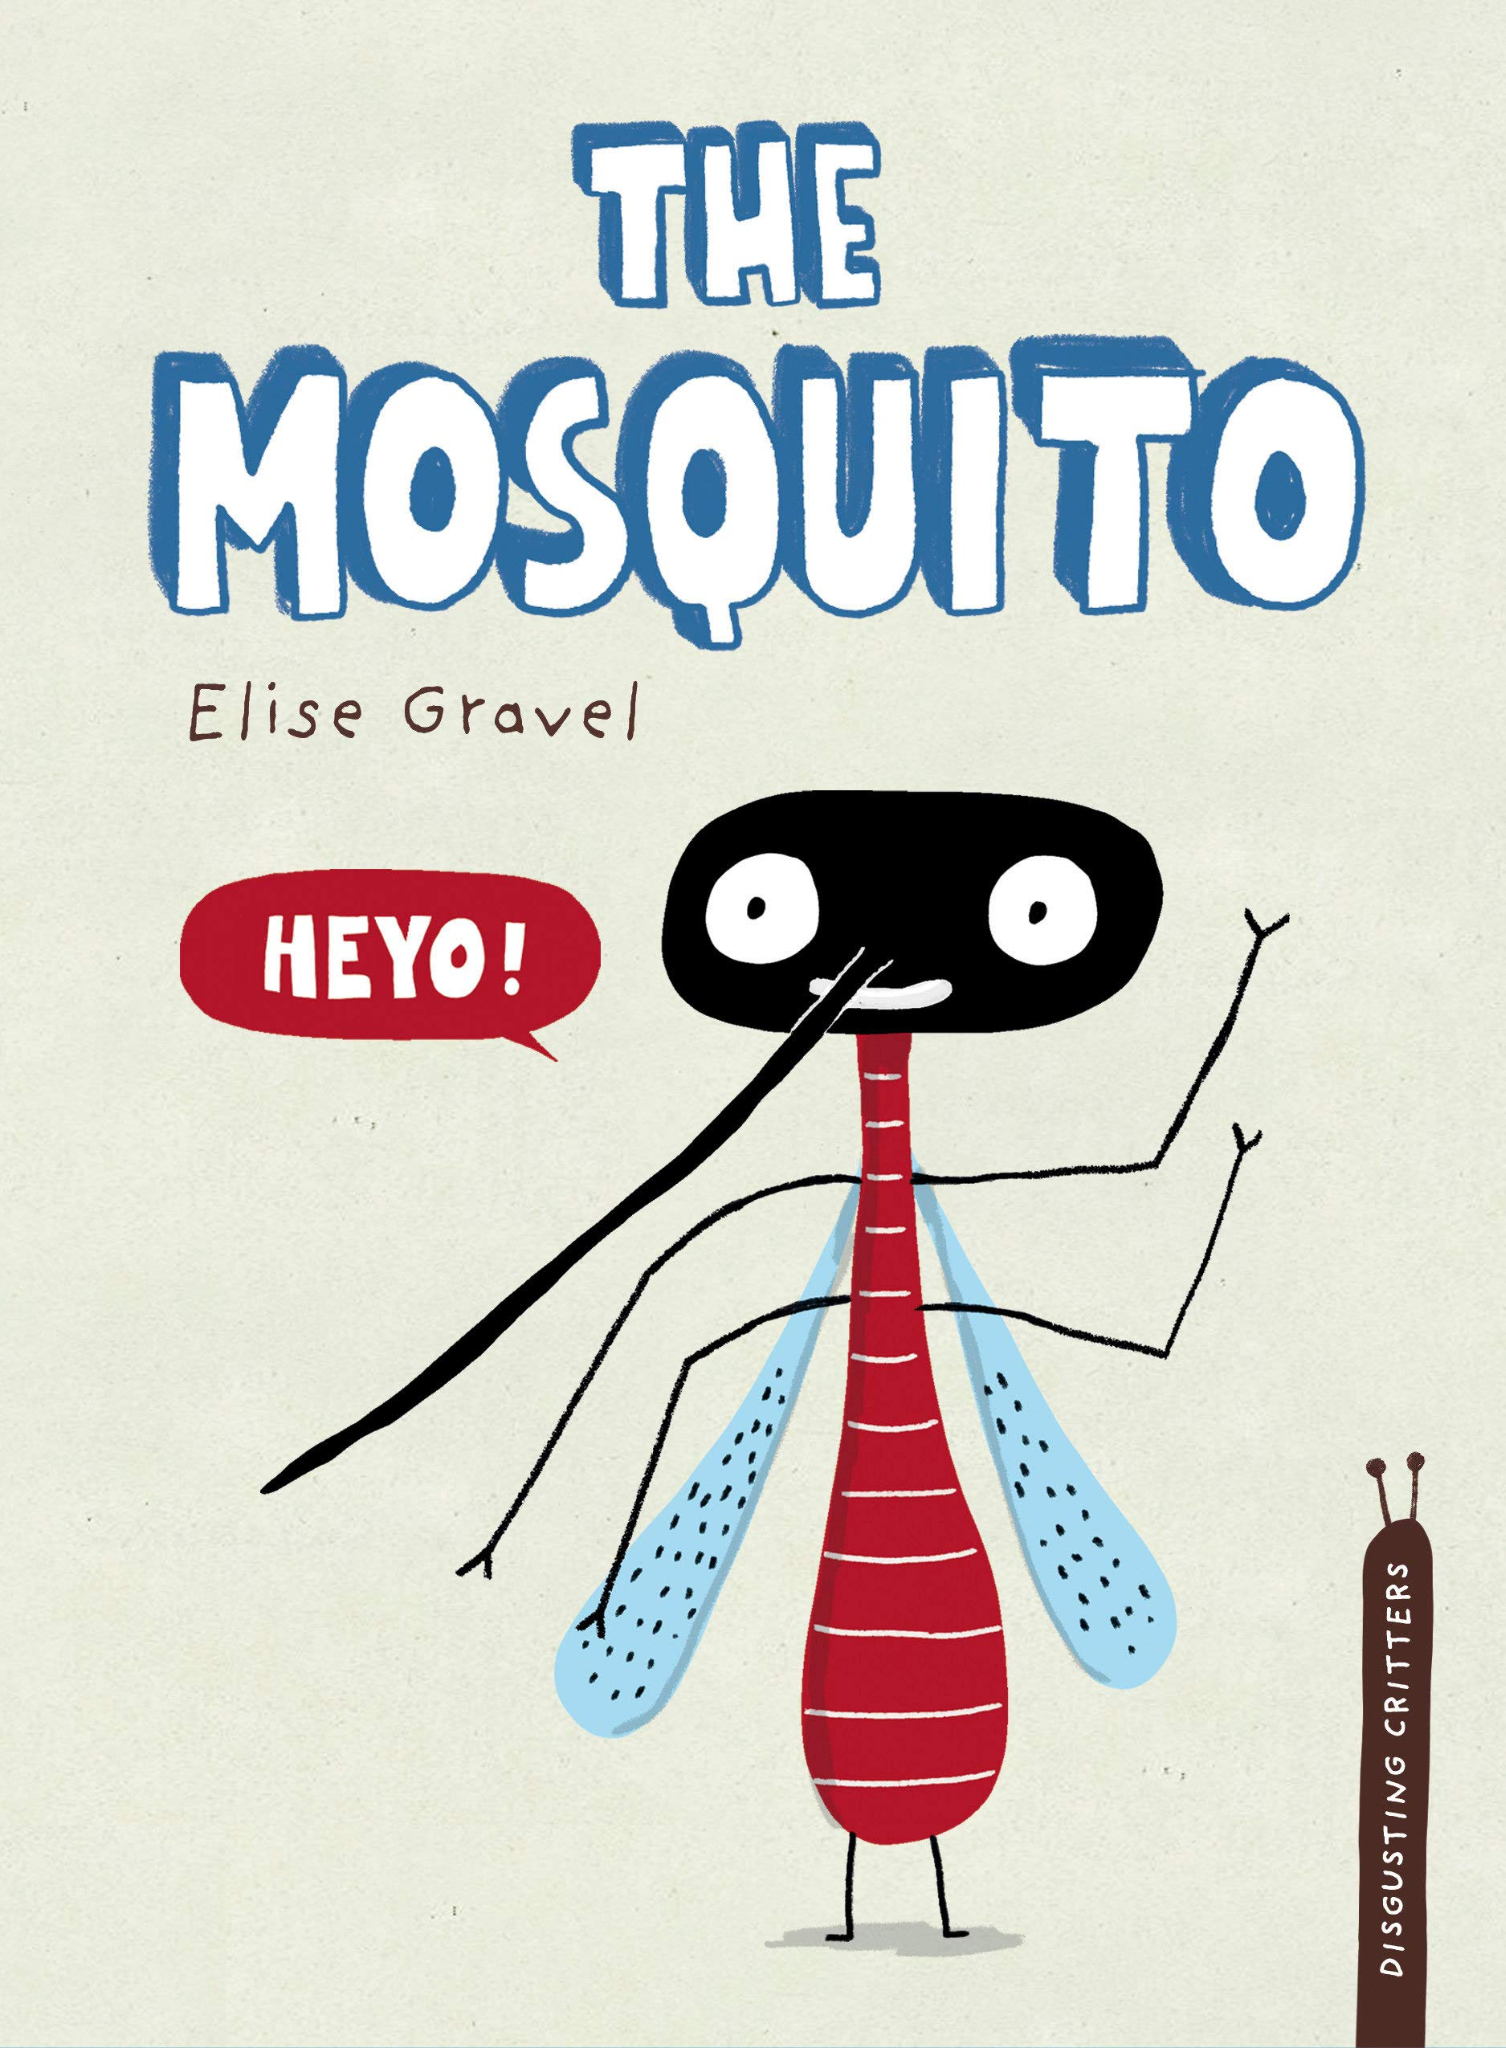 THE
MOSQUITO
Elise Gravel
HEYO!
DISGUSTING CRITTERS